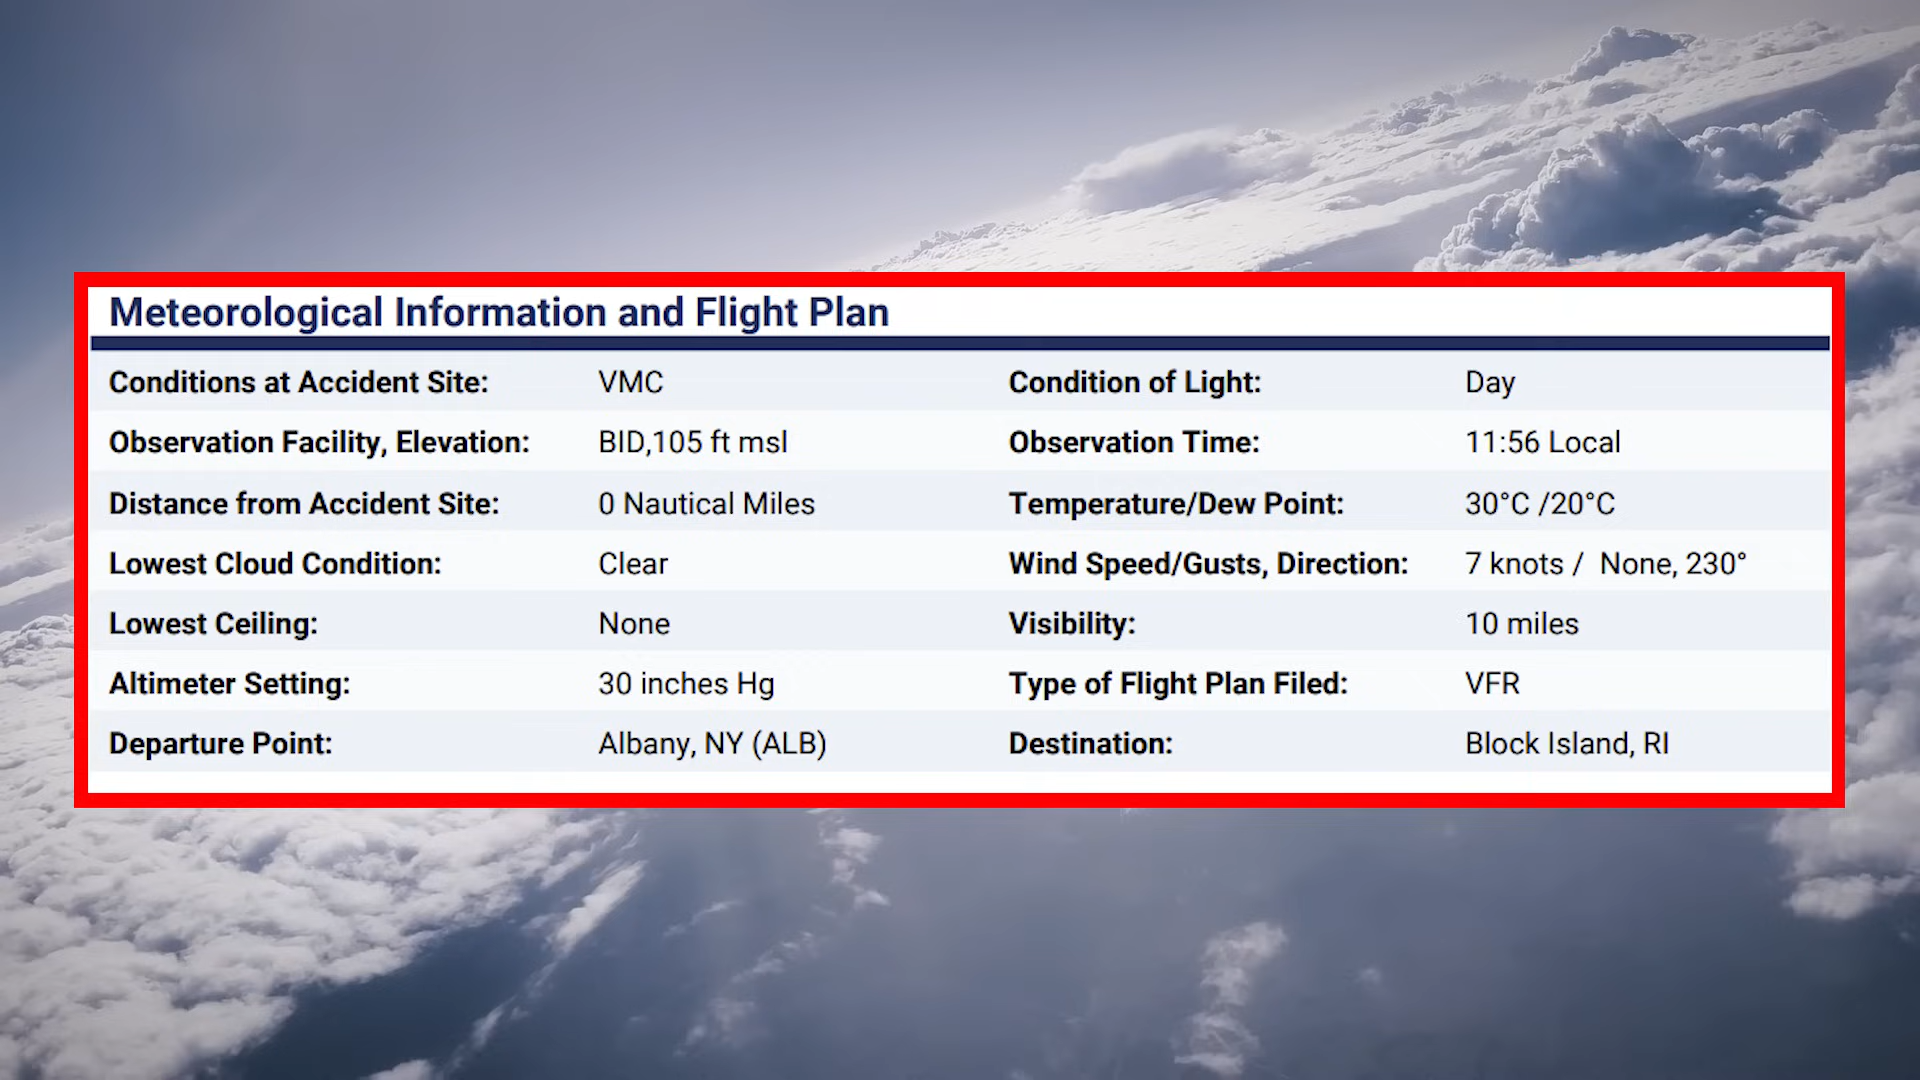 Meteorological Information and Flight Plan
Conditions at Accident Site: VMC Condition of Light: Day
Observation Facility, Elevation: BID,105 ft msl Observation Time: 11:56 Local
Distance from Accident Site: 0 Nautical Miles Temperature/Dew Point: 30°C /20°C
Lowest Cloud Condition: Clear Wind Speed/Gusts, Direction: 7 knots / None, 230°
Lowest Ceiling: None Visibility: 10 miles
Altimeter Setting: 30 inches Hg Type of Flight Plan Filed: VFR
Departure Point: Albany, NY (ALB) Destination: Block Island, RI